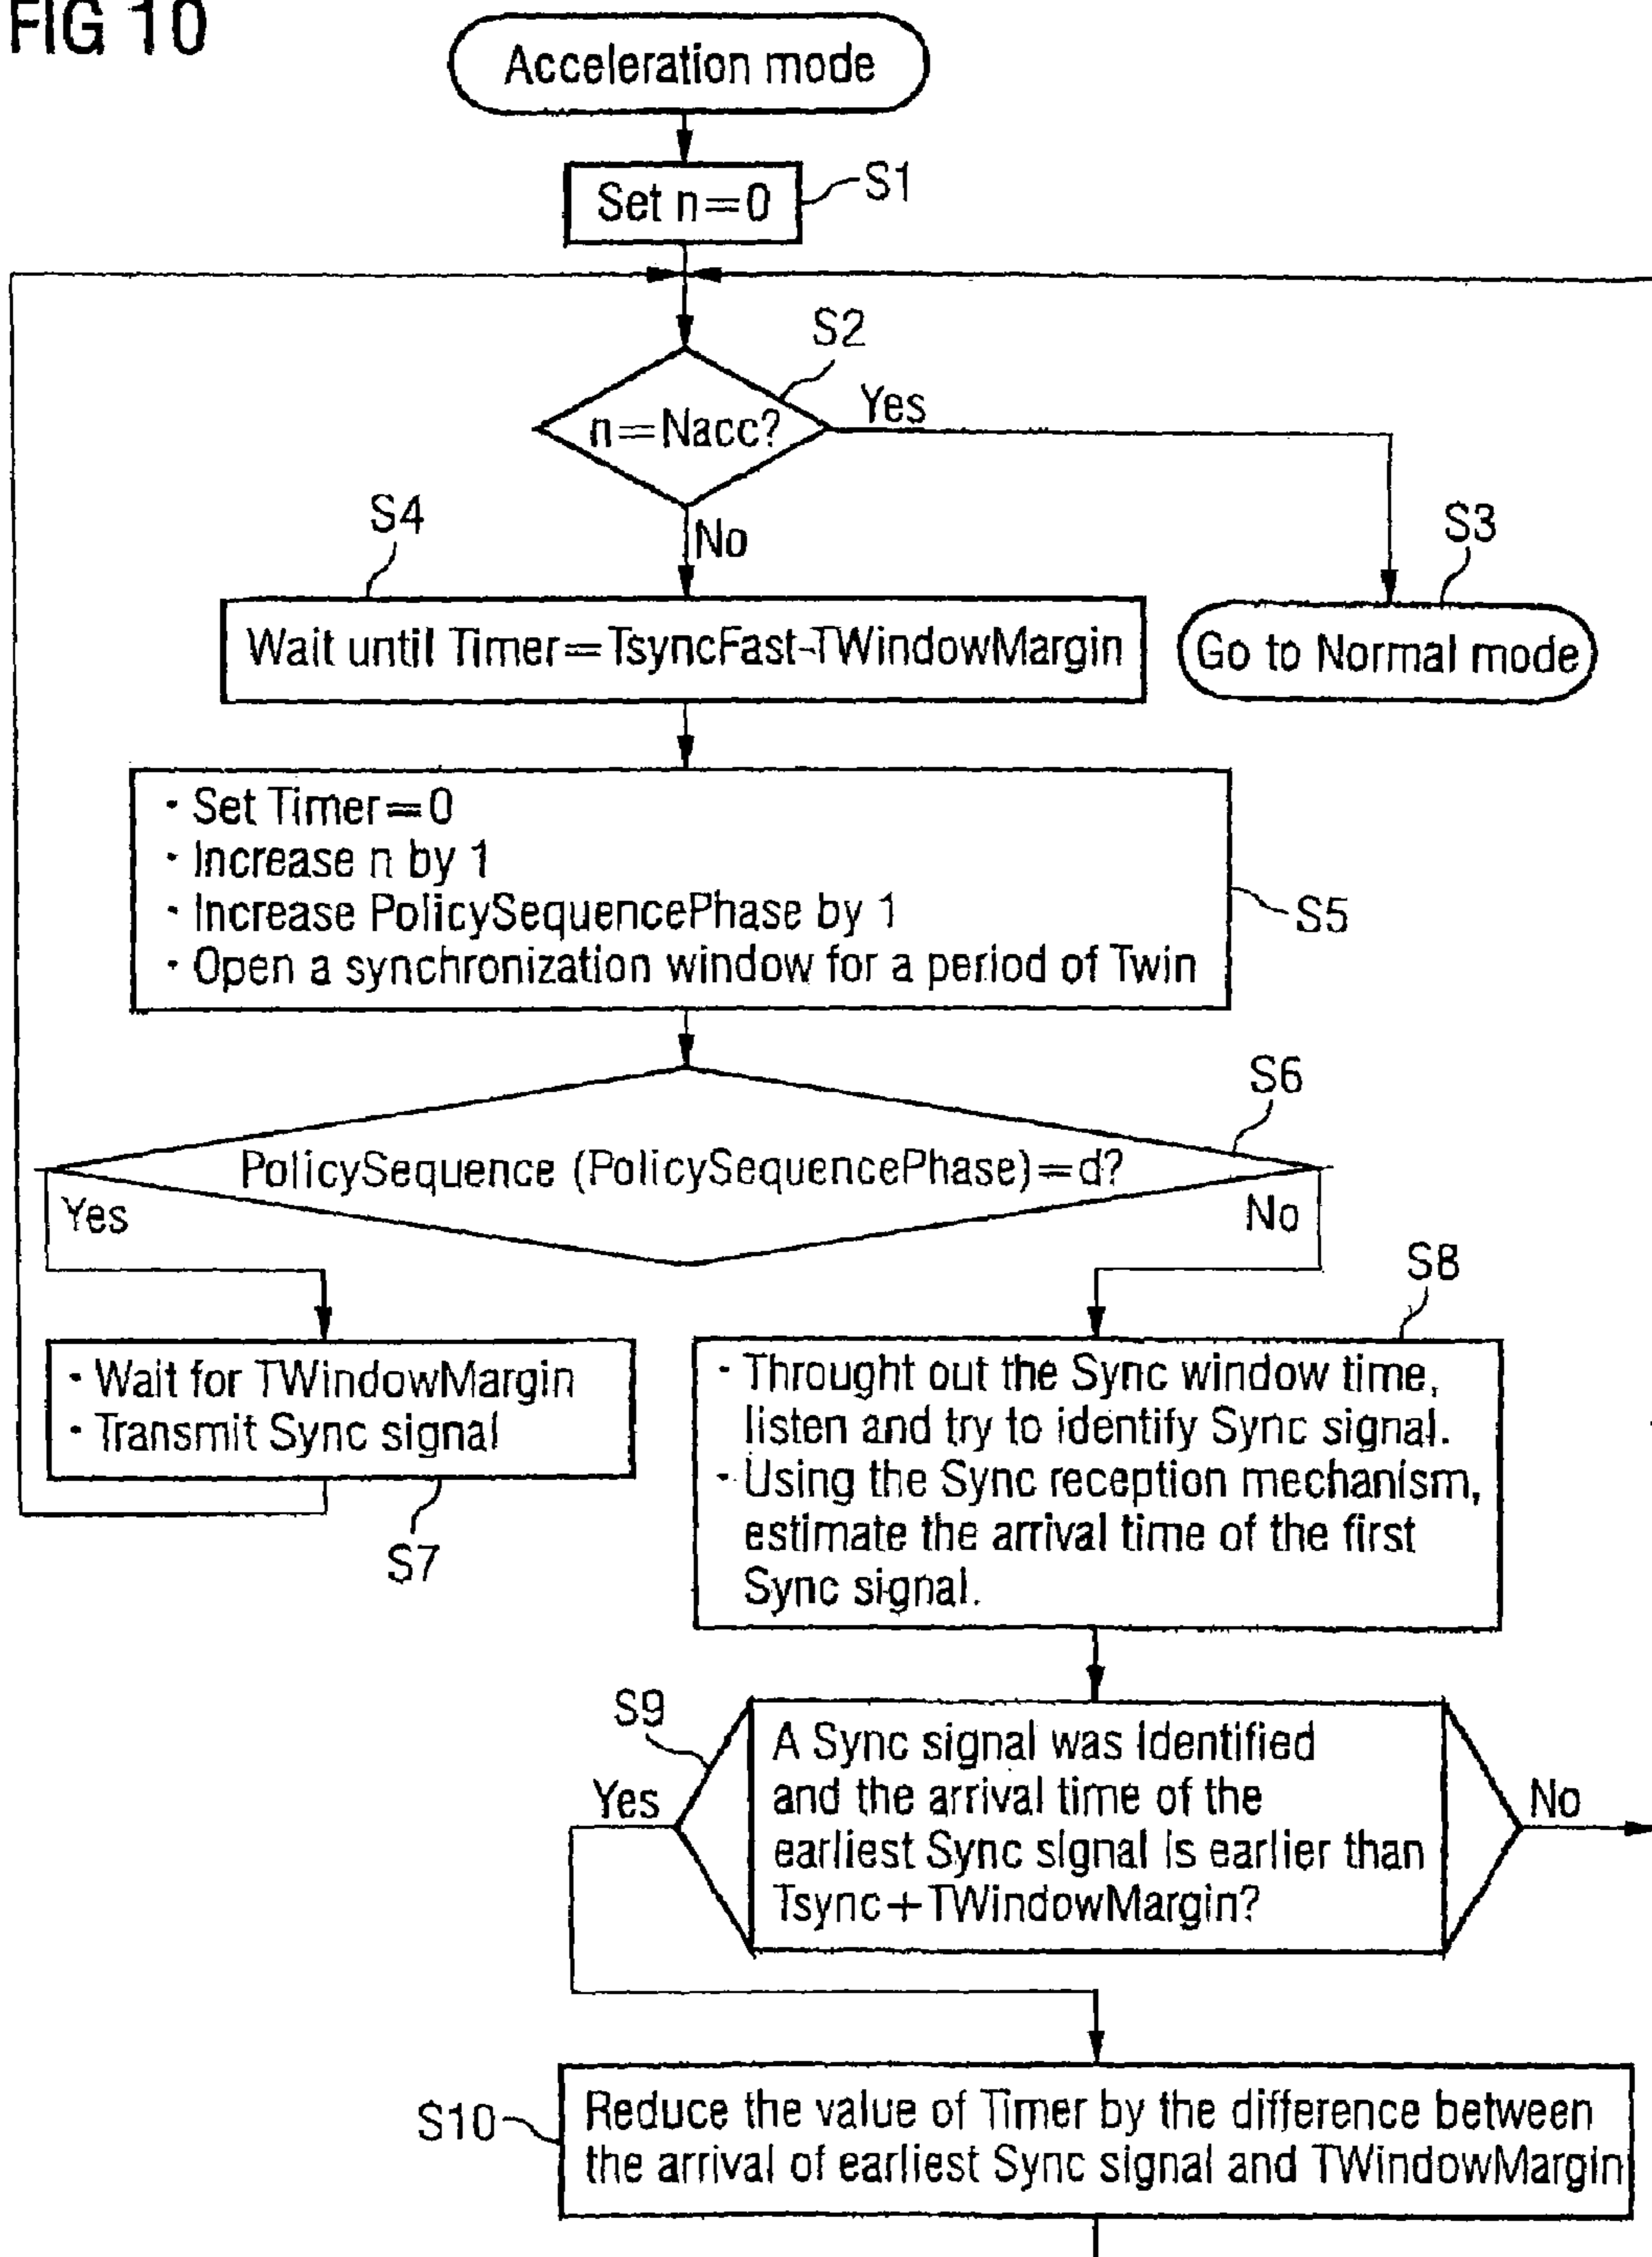 FIG 10
Acceleration mode
Set n=0
S1
S2
n=Nacc?
Yes
No
S3
Go to Normal mode
S4
Wait until Timer=TsyncFast-TWindowMargin
· Set Timer=0
· Increase n by 1
· Increase PolicySequencePhase by 1
· Open a synchronization window for a period of Twin
S5
S6
PolicySequence (PolicySequencePhase)=d?
Yes
No
· Wait for TWindowMargin
· Transmit Sync signal
S7
S8
· Throught out the Sync window time,
listen and try to identify Sync signal.
· Using the Sync reception mechanism,
estimate the arrival time of the first
Sync signal.
S9
Yes
A Sync signal was Identified
and the arrival time of the
earliest Sync signal is earlier than
Tsync+TWindowMargin?
No
S10
Reduce the value of Timer by the difference between
the arrival of earliest Sync signal and TWindowMargin